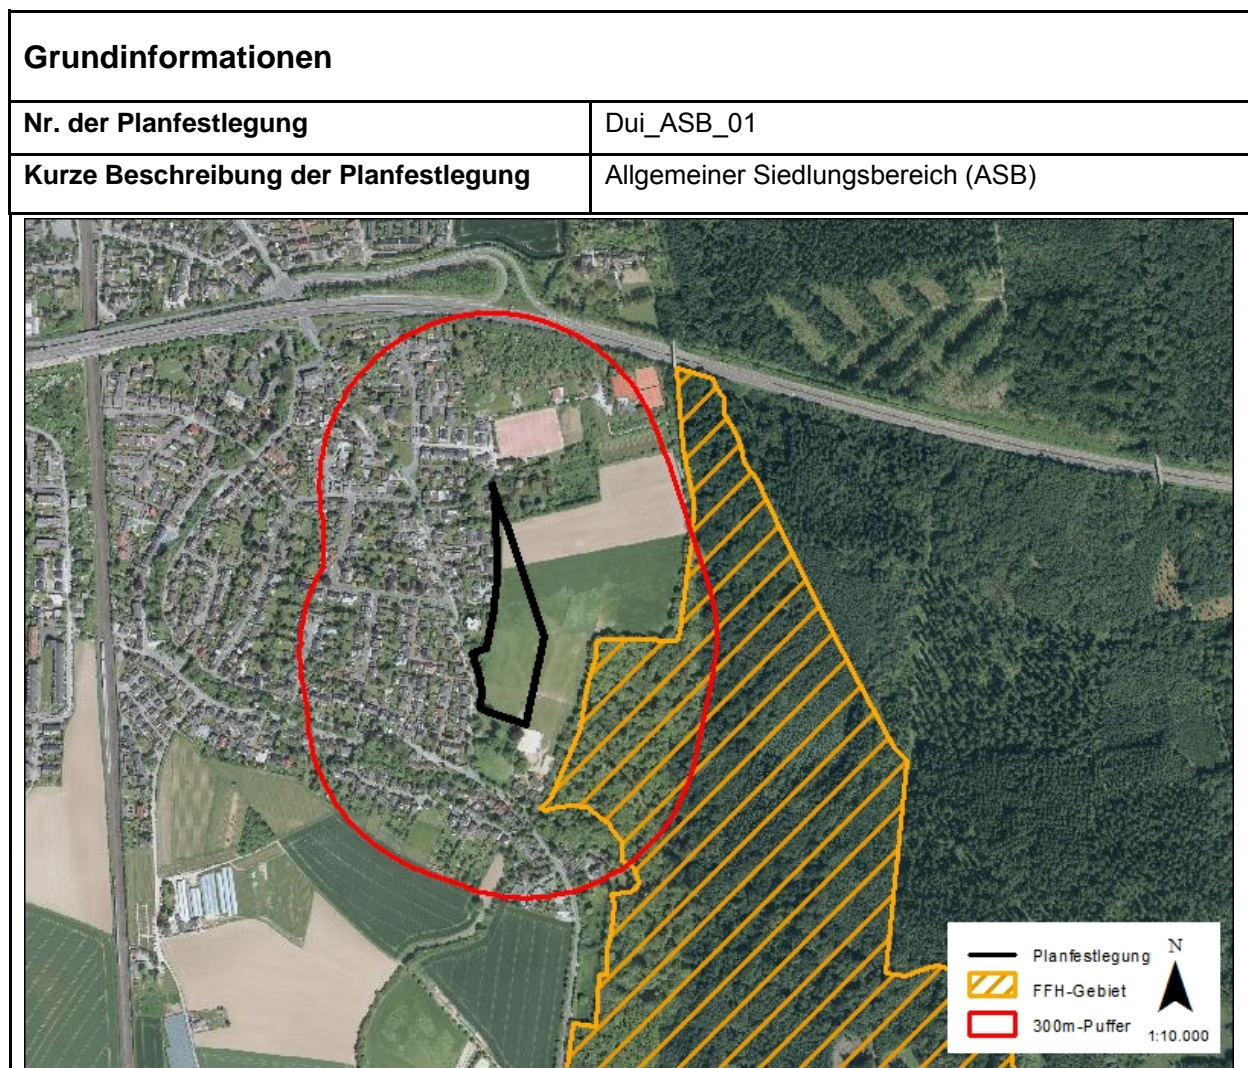 Grundinformationen
Nr. der Planfestlegung Dui_ASB_01
Kurze Beschreibung der Planfestlegung Allgemeiner Siedlungsbereich (ASB)
Planfestlegung
N
FFH-Gebiet
300m-Puffer
1:10.000